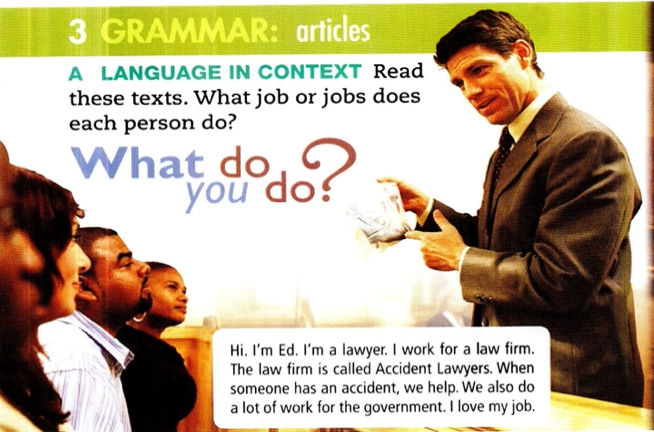 3 GRAMMAR: articles
A LANGUAGE IN CONTEXT Read
these texts. What job or jobs does
each person do?
What do
you do?
Hi. I'm Ed. I'm a lawyer. I work for a law firm.
The law firm is called Accident Lawyers. When
someone has an accident, we help. We also do
a lot of work for the government. I love my job.